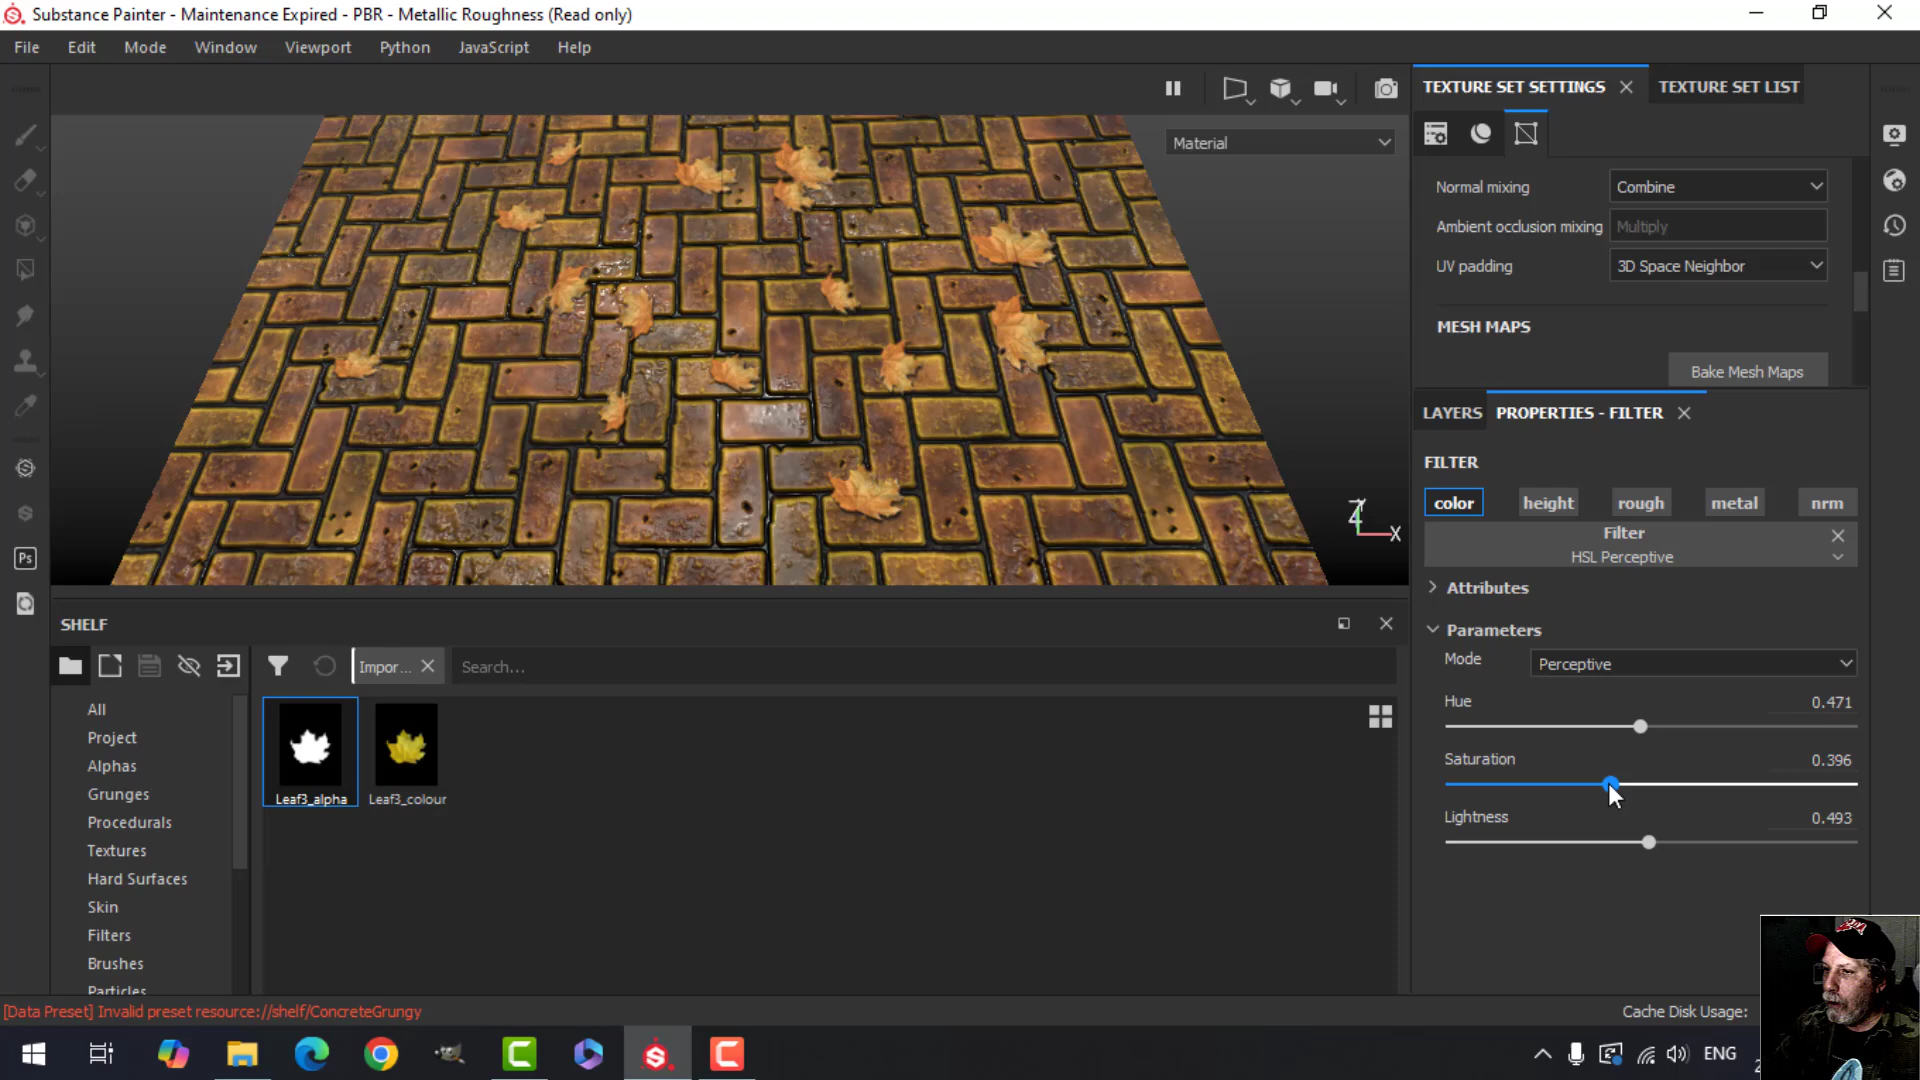 Substance Painter - Maintenance Expired - PBR - Metallic Roughness (Read only)
File Edit Mode Window Viewport Python JavaScript Help
Material
TEXTURE SET SETTINGS TEXTURE SET LIST
Normal mixing Combine
Ambient occlusion mixing Multiply
UV padding 3D Space Neighbor
MESH MAPS
Bake Mesh Maps
LAYERS PROPERTIES - FILTER
FILTER
color height rough metal nrm
Filter
HSL Perceptive
Attributes
Parameters
Mode Perceptive
Hue 0.471
Saturation 0.396
Lightness 0.493
X
SHELF
Impor... Search...
All
Project
Alphas
Grunges
Procedurals
Textures
Hard Surfaces
Skin
Filters
Brushes
Particles
Leaf3_alpha Leaf3_colour
[Data Preset] Invalid preset resource://shelf/ConcreteGrungy
Cache Disk Usage:
Ps
ENG